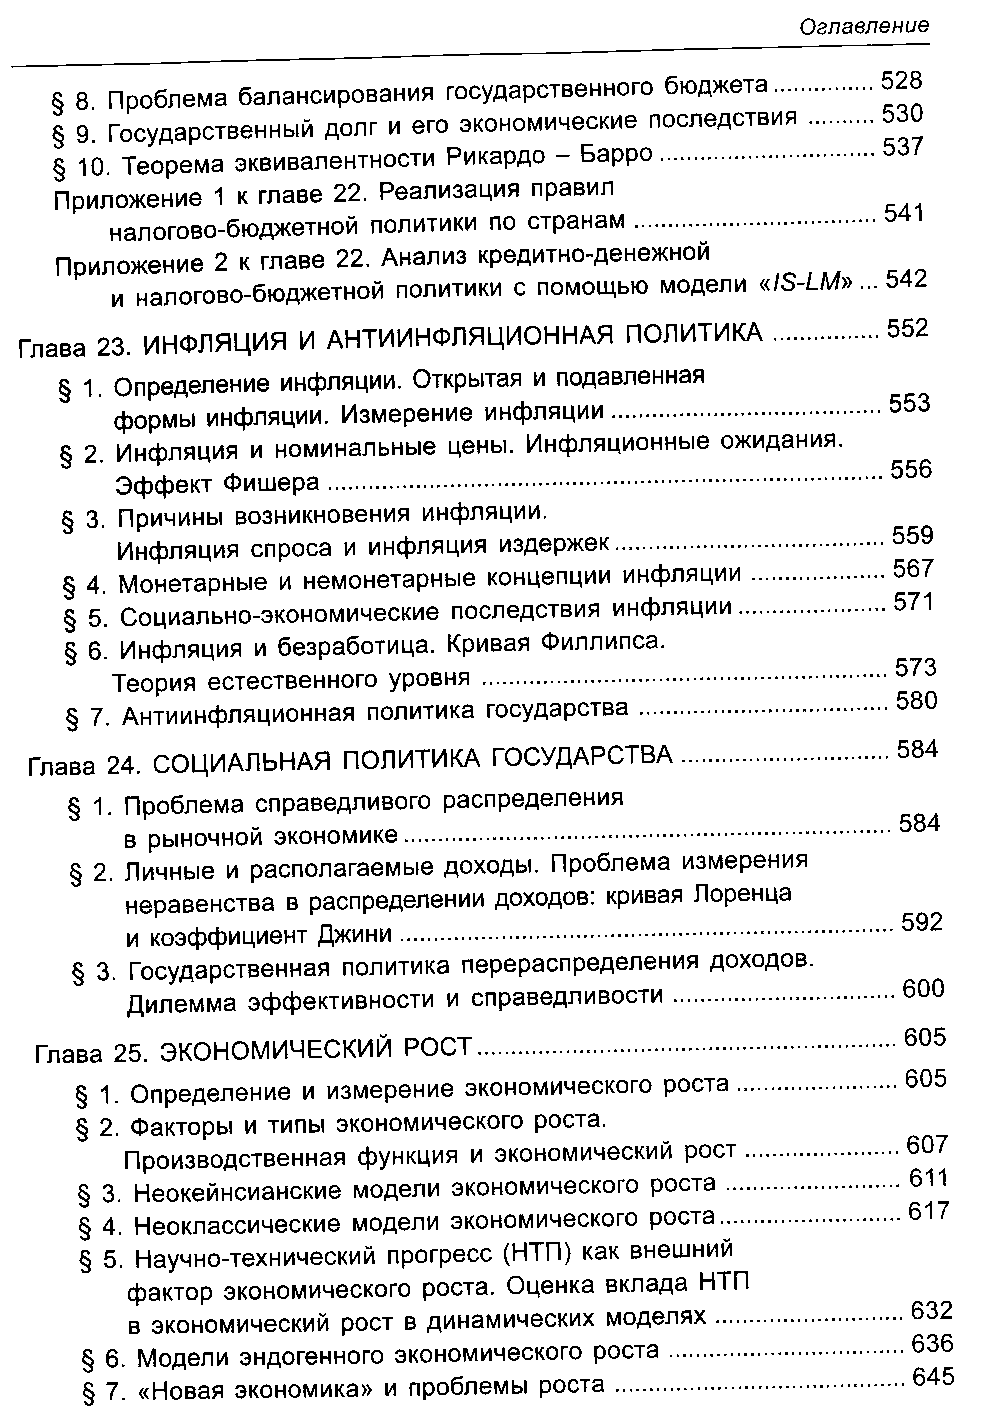 Оглавление
§ 8. Проблема балансирования государственного бюджета .............. 528
§ 9. Государственный долг и его экономические последствия ......... 530
§ 10. Теорема эквивалентности Рикардо – Барро .............................. 537
Приложение 1 к главе 22. Реализация правил
налогово-бюджетной политики по странам .................................. 541
Приложение 2 к главе 22. Анализ кредитно-денежной
и налогово-бюджетной политики с помощью модели «IS-LM» ... 542
Глава 23. ИНФЛЯЦИЯ И АНТИИНФЛЯЦИОННАЯ ПОЛИТИКА ............... 552
§ 1. Определение инфляции. Открытая и подавленная
формы инфляции. Измерение инфляции ...................................... 553
§ 2. Инфляция и номинальные цены. Инфляционные ожидания.
Эффект Фишера .............................................................................. 556
§ 3. Причины возникновения инфляции.
Инфляция спроса и инфляция издержек ...................................... 559
§ 4. Монетарные и немонетарные концепции инфляции ................... 567
§ 5. Социально-экономические последствия инфляции ..................... 571
§ 6. Инфляция и безработица. Кривая Филлипса.
Теория естественного уровня ......................................................... 573
§ 7. Антиинфляционная политика государства ................................... 580
Глава 24. СОЦИАЛЬНАЯ ПОЛИТИКА ГОСУДАРСТВА ............................. 584
§ 1. Проблема справедливого распределения
в рыночной экономике ..................................................................... 584
§ 2. Личные и располагаемые доходы. Проблема измерения
неравенства в распределении доходов: кривая Лоренца
и коэффициент Джини ..................................................................... 592
§ 3. Государственная политика перераспределения доходов.
Дилемма эффективности и справедливости ............................... 600
Глава 25. ЭКОНОМИЧЕСКИЙ РОСТ ........................................................... 605
§ 1. Определение и измерение экономического роста ...................... 605
§ 2. Факторы и типы экономического роста.
Производственная функция и экономический рост ..................... 607
§ 3. Неокейнсианские модели экономического роста ........................ 611
§ 4. Неоклассические модели экономического роста ......................... 617
§ 5. Научно-технический прогресс (НТП) как внешний
фактор экономического роста. Оценка вклада НТП
в экономический рост в динамических моделях .......................... 632
§ 6. Модели эндогенного экономического роста ................................. 636
§ 7. «Новая экономика» и проблемы роста ......................................... 645